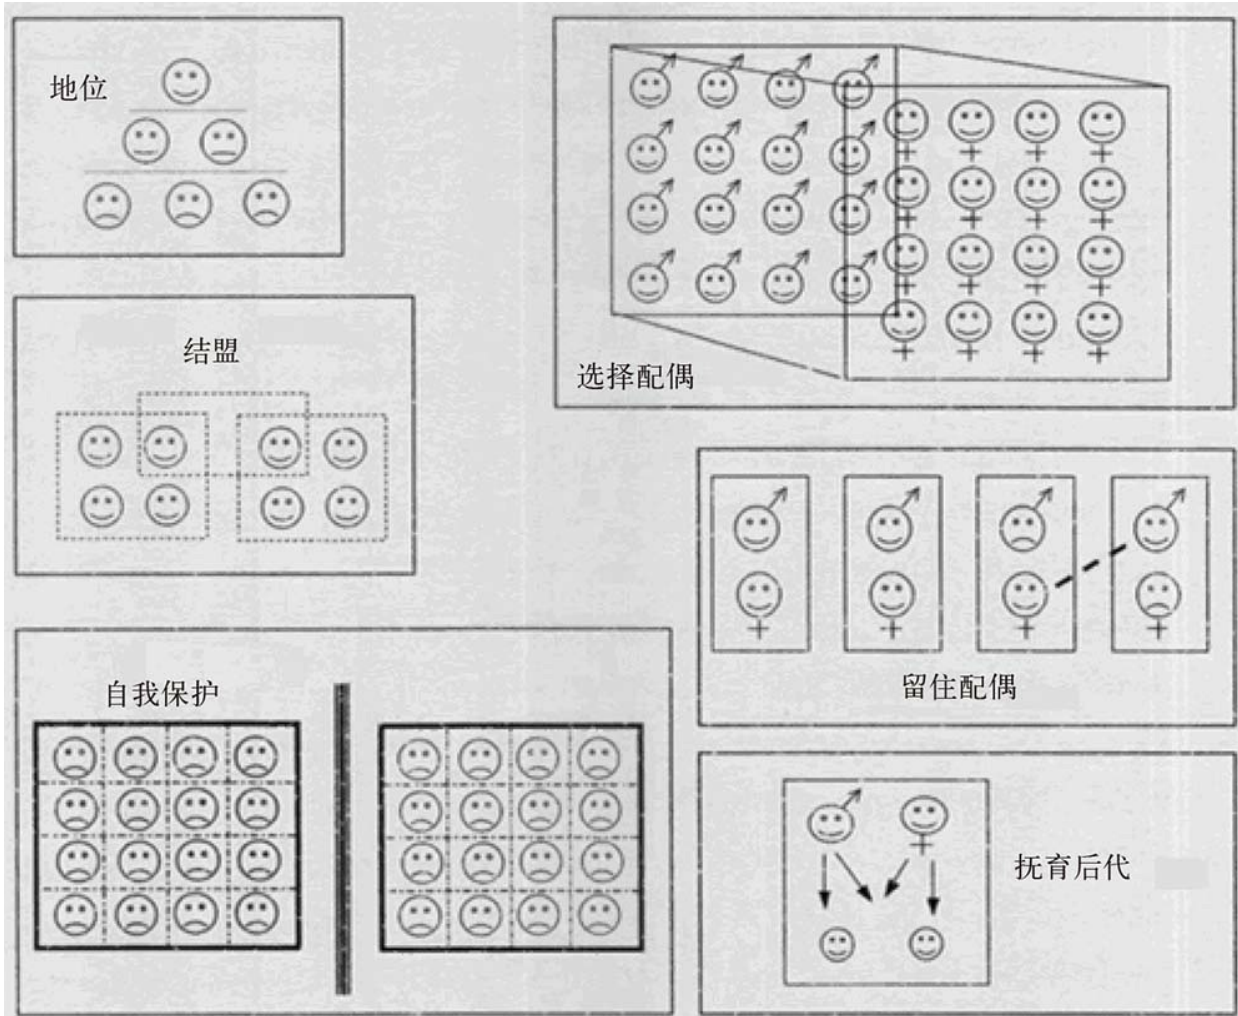 地位
选择配偶
结盟
留住配偶
自我保护
抚育后代